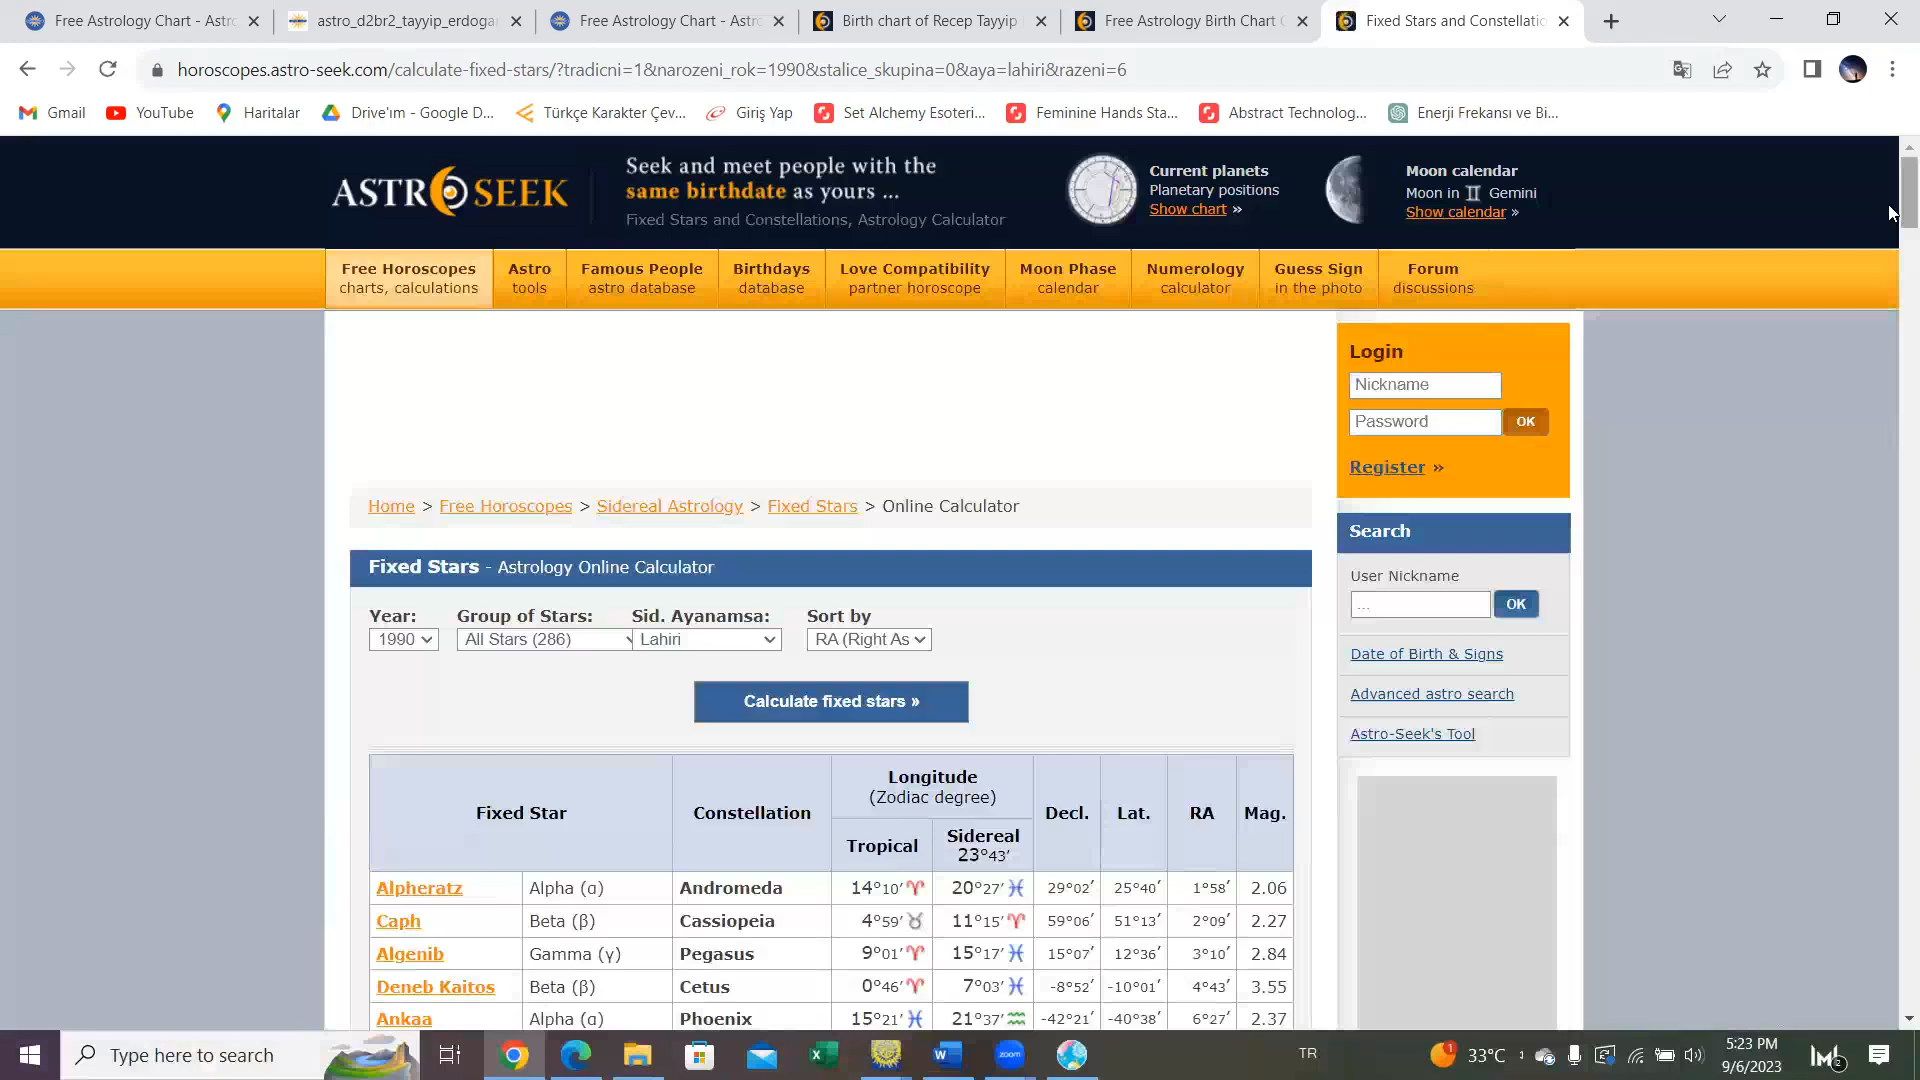 Free Astrology Chart - Astr
astro_d2br2_tayyip_erdogan
Free Astrology Chart - Astr
Birth chart of Recep Tayyip
Free Astrology Birth Chart
Fixed Stars and Constellatio
horoscopes.astro-seek.com/calculate-fixed-stars/?tradicni=1&narozeni_rok=1990&stalice_skupina=0&aya=lahiri&razeni=6
Gmail
YouTube
Haritalar
Drive'ım - Google D...
Türkçe Karakter Çev...
Giriş Yap
Set Alchemy Esoteri...
Feminine Hands Sta...
Abstract Technolog...
Enerji Frekansı ve Bi...
ASTRO SEEK
Seek and meet people with the
same birthdate as yours ...
Fixed Stars and Constellations, Astrology Calculator
Current planets
Planetary positions
Show chart »
Moon calendar
Moon in ♊ Gemini
Show calendar »
Free Horoscopes
charts, calculations
Astro
tools
Famous People
astro database
Birthdays
database
Love Compatibility
partner horoscope
Moon Phase
calendar
Numerology
calculator
Guess Sign
in the photo
Forum
discussions
Login
Nickname
Password
OK
Register »
Home > Free Horoscopes > Sidereal Astrology > Fixed Stars > Online Calculator
Search
User Nickname
...
OK
Date of Birth & Signs
Advanced astro search
Astro-Seek's Tool
Fixed Stars - Astrology Online Calculator
Year: Group of Stars: Sid. Ayanamsa: Sort by
1990 All Stars (286) Lahiri RA (Right As
Calculate fixed stars »
Fixed Star Constellation Longitude (Zodiac degree) Decl. Lat. RA Mag.
Tropical Sidereal 23°43′
Alpheratz Alpha (α) Andromeda 14°10′♈ 20°27′♓ 29°02′ 25°40′ 1°58′ 2.06
Caph Beta (β) Cassiopeia 4°59′♉ 11°15′♈ 59°06′ 51°13′ 2°09′ 2.27
Algenib Gamma (γ) Pegasus 9°01′♈ 15°17′♓ 15°07′ 12°36′ 3°10′ 2.84
Deneb Kaitos Beta (β) Cetus 0°46′♈ 7°03′♓ -8°52′ -10°01′ 4°43′ 3.55
Ankaa Alpha (α) Phoenix 15°21′♓ 21°37′♒ -42°21′ -40°38′ 6°27′ 2.37
Type here to search
zoom
TR
1
33°C
5:23 PM
9/6/2023
2